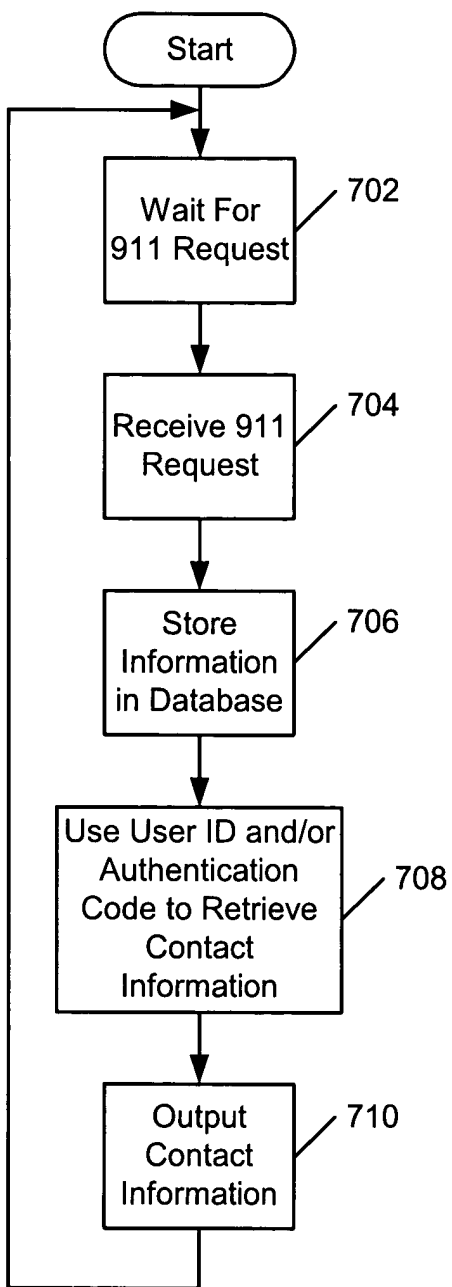 Start
Wait For
911 Request
702
Receive 911
Request
704
Store
Information
in Database
706
Use User ID and/or
Authentication
Code to Retrieve
Contact
Information
708
Output
Contact
Information
710